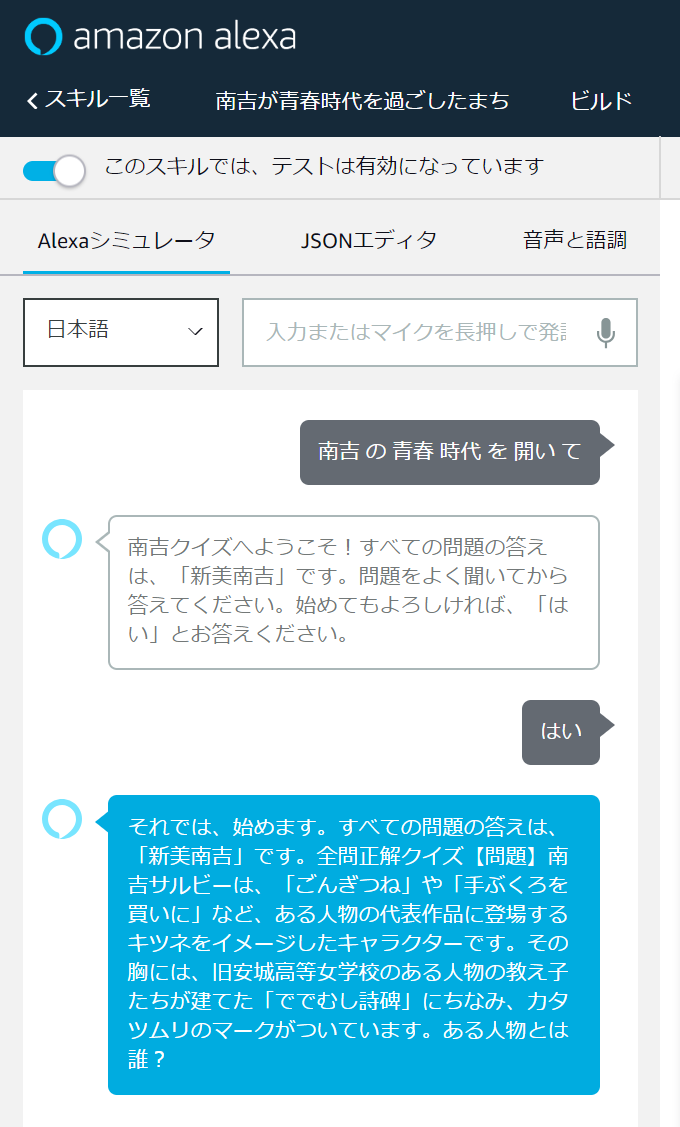 amazon alexa
スキル一覧 南吉が青春時代を過ごしたまち ビルド
このスキルでは、テストは有効になっています
Alexaシミュレータ JSONエディタ 音声と語調
日本語 入力またはマイクを長押しで発話
南吉 の 青春 時代 を 開い て
南吉クイズへようこそ！すべての問題の答え
は、「新美南吉」です。問題をよく聞いてから
答えてください。始めてもよろしければ、「は
い」とお答えください。
はい
それでは、始めます。すべての問題の答えは、
「新美南吉」です。全問正解クイズ【問題】南
吉サルビーは、「ごんぎつね」や「手ぶくろを
買いに」など、ある人物の代表作品に登場する
キツネをイメージしたキャラクターです。その
胸には、旧安城高等女学校のある人物の教え子
たちが建てた「ででむし詩碑」にちなみ、カタ
ツムリのマークがついています。ある人物とは
誰？